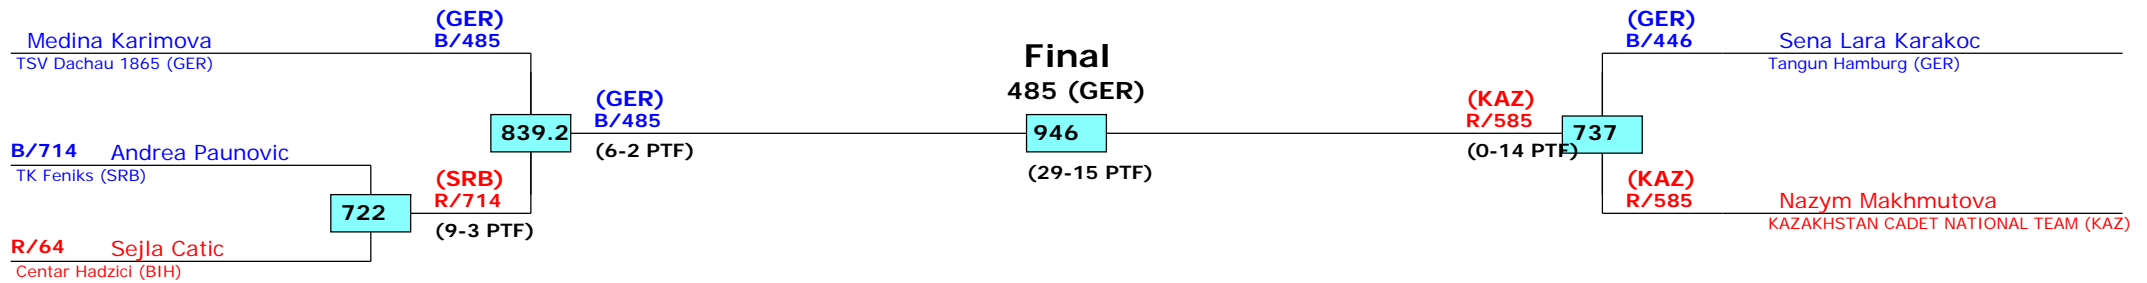 (GER)
B/485
Medina Karimova
TSV Dachau 1865 (GER)
B/714 Andrea Paunovic
TK Feniks (SRB)
722
R/64 Sejla Catic
Centar Hadzici (BIH)
(SRB)
R/714
(9-3 PTF)
839.2
(GER)
B/485
(6-2 PTF)
Final
485 (GER)
946
(29-15 PTF)
(KAZ)
R/585
(0-14 PTF)
737
(GER)
B/446
Sena Lara Karakoc
Tangun Hamburg (GER)
(KAZ)
R/585
Nazym Makhmutova
KAZAKHSTAN CADET NATIONAL TEAM (KAZ)